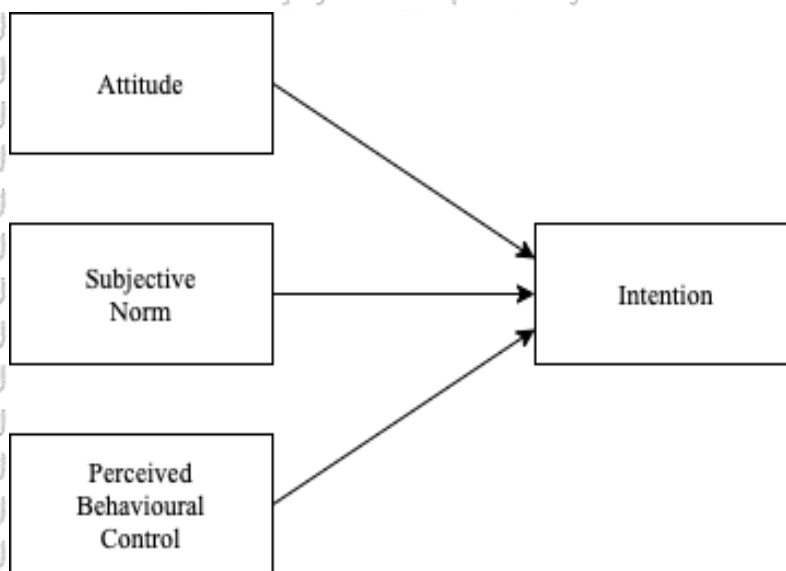 Attitude
Subjective
Norm
Intention
Perceived
Behavioural
Control